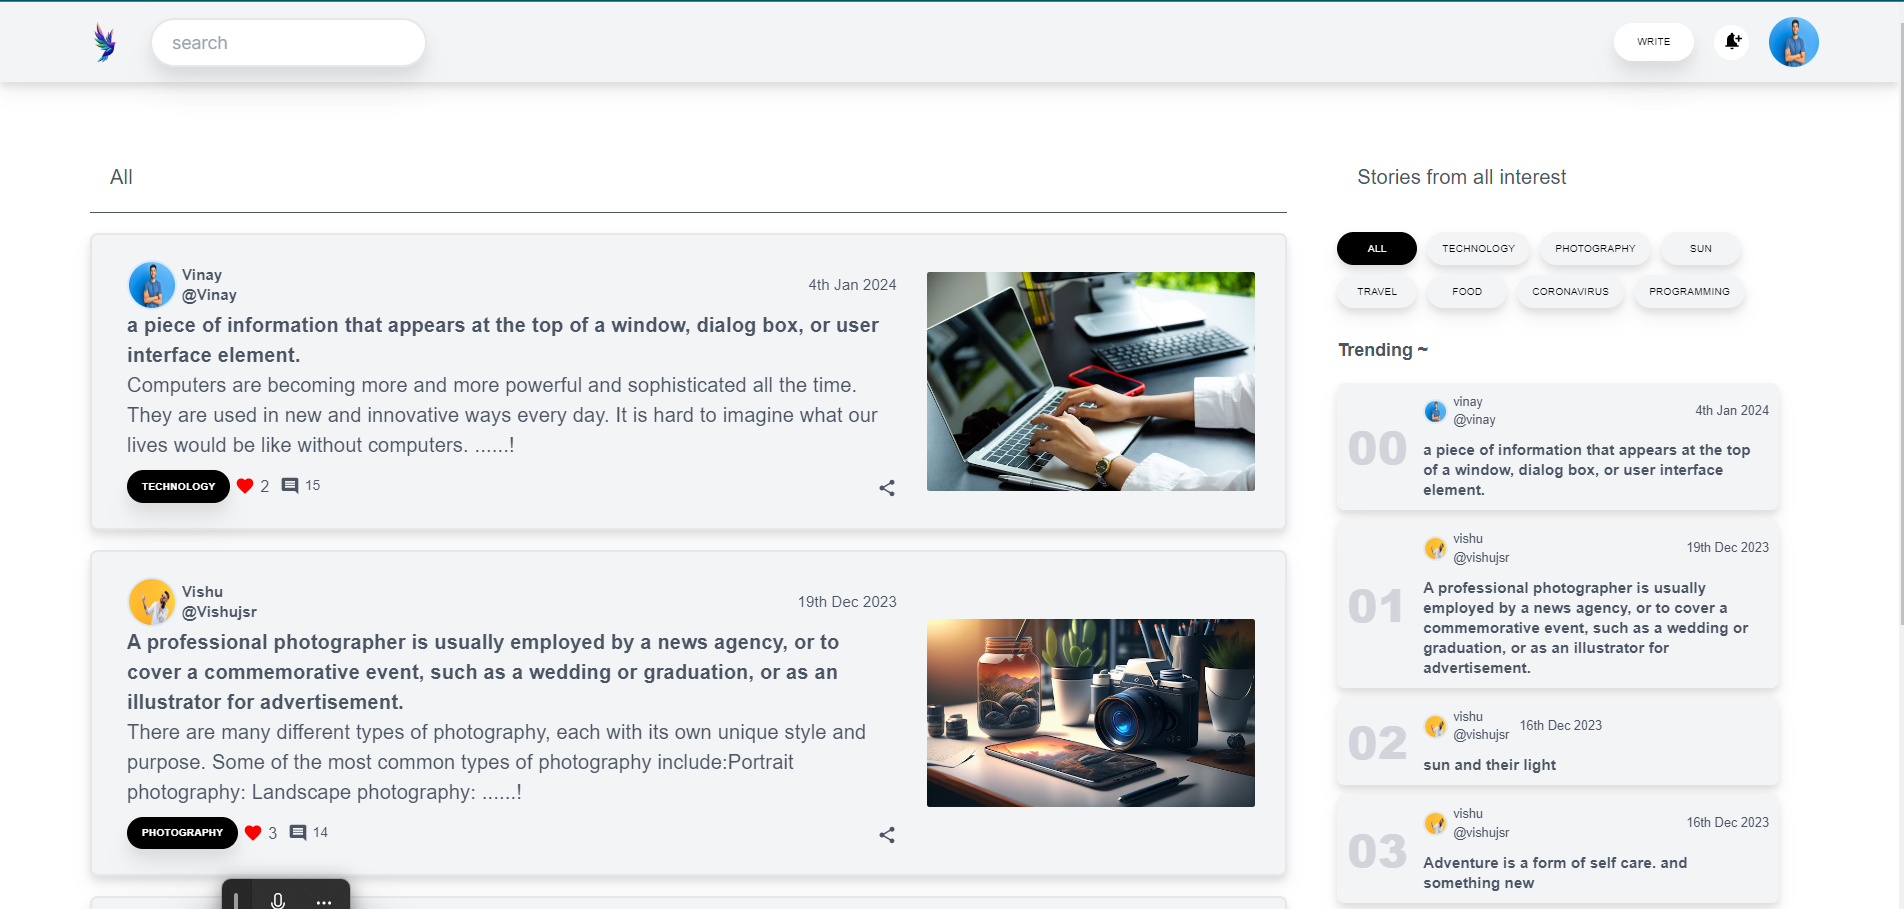 search
WRITE
All
Vinay
@Vinay
4th Jan 2024
a piece of information that appears at the top of a window, dialog box, or user
interface element.
Computers are becoming more and more powerful and sophisticated all the time.
They are used in new and innovative ways every day. It is hard to imagine what our
lives would be like without computers. ......!
TECHNOLOGY
2
15
Vishu
@Vishujsr
19th Dec 2023
A professional photographer is usually employed by a news agency, or to
cover a commemorative event, such as a wedding or graduation, or as an
illustrator for advertisement.
There are many different types of photography, each with its own unique style and
purpose. Some of the most common types of photography include:Portrait
photography: Landscape photography: ......!
PHOTOGRAPHY
3
14
Stories from all interest
ALL
TECHNOLOGY
PHOTOGRAPHY
SUN
TRAVEL
FOOD
CORONAVIRUS
PROGRAMMING
Trending ~
00
vinay
@vinay
4th Jan 2024
a piece of information that appears at the top
of a window, dialog box, or user interface
element.
01
vishu
@vishujsr
19th Dec 2023
A professional photographer is usually
employed by a news agency, or to cover a
commemorative event, such as a wedding or
graduation, or as an illustrator for
advertisement.
02
vishu
@vishujsr
16th Dec 2023
sun and their light
03
vishu
@vishujsr
16th Dec 2023
Adventure is a form of self care. and
something new